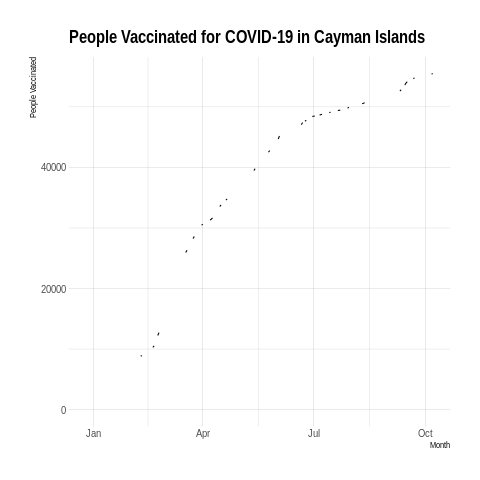 People Vaccinated for COVID-19 in Cayman Islands
People Vaccinated
40000
20000
0
Jan Apr Jul Oct
Month